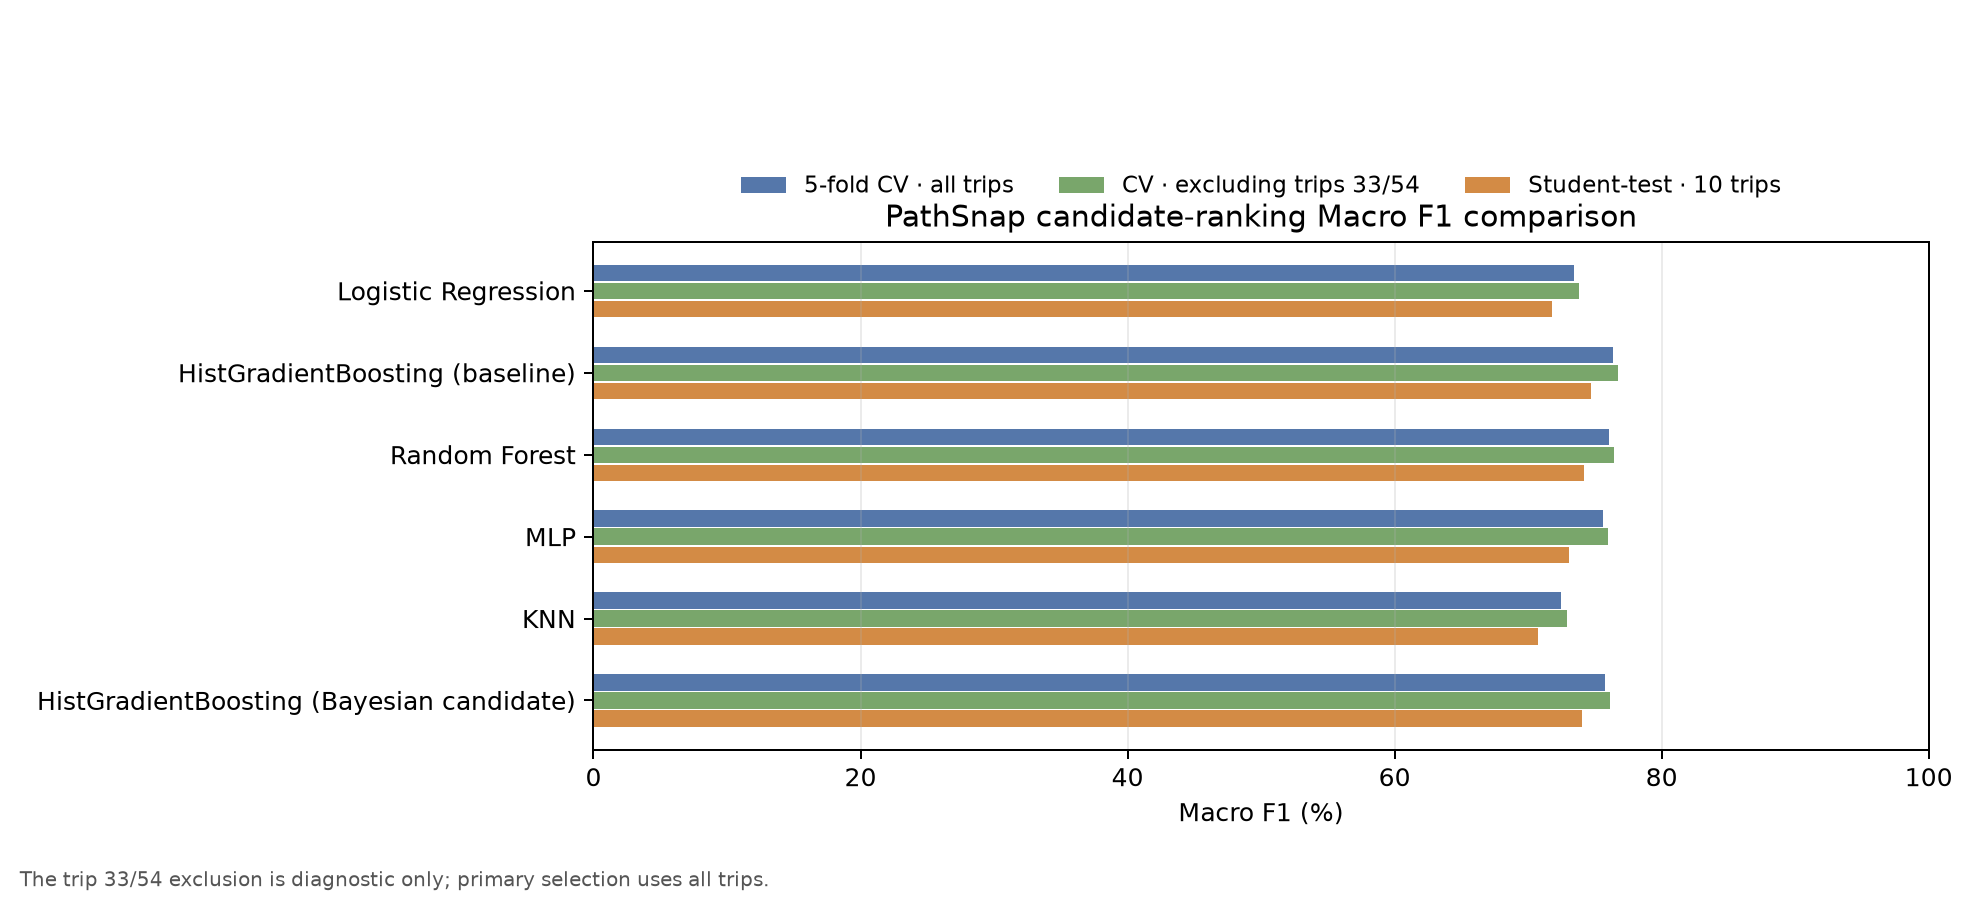 5-fold CV · all trips
CV · excluding trips 33/54
Student-test · 10 trips
PathSnap candidate-ranking Macro F1 comparison
Logistic Regression
HistGradientBoosting (baseline)
Random Forest
MLP
KNN
HistGradientBoosting (Bayesian candidate)
0 20 40 60 80 100
Macro F1 (%)
The trip 33/54 exclusion is diagnostic only; primary selection uses all trips.